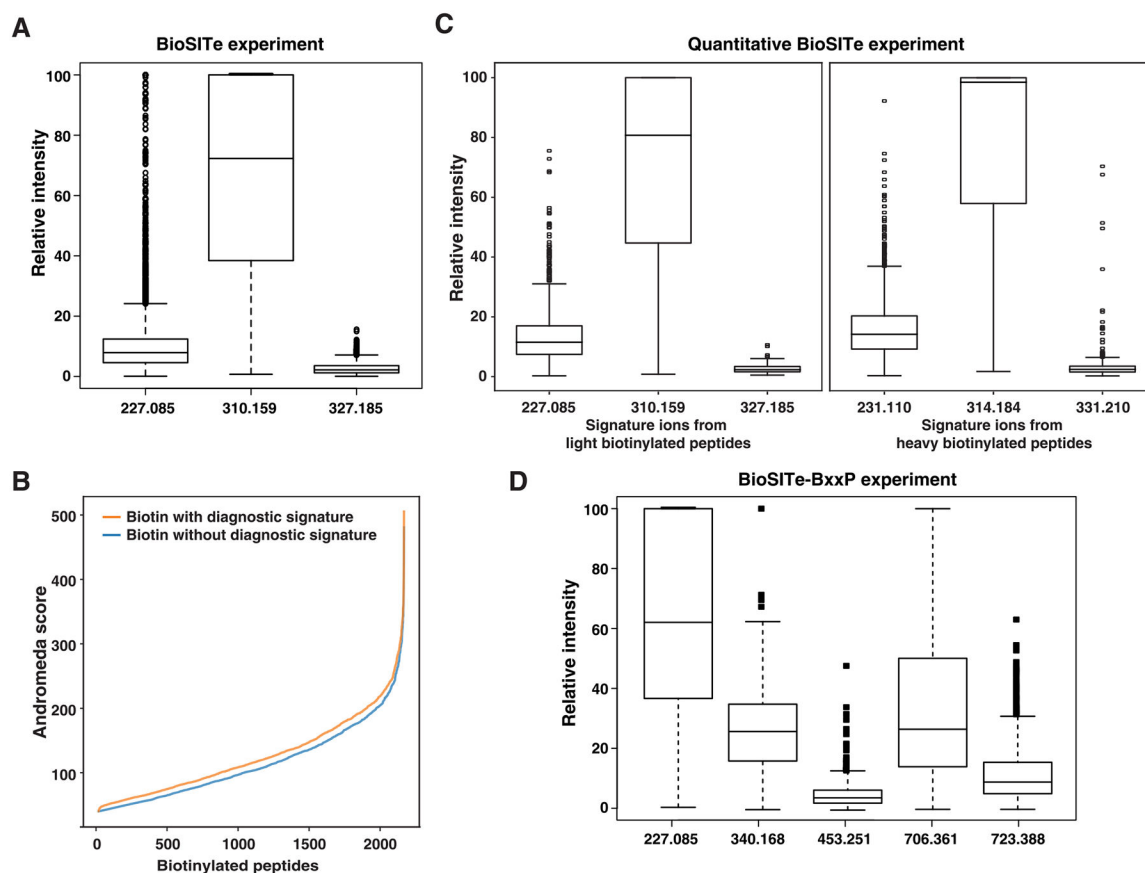 A
BioSITe experiment
Relative intensity
100
80
60
40
20
0
227.085 310.159 327.185
C
Quantitative BioSITe experiment
Relative intensity
100
80
60
40
20
0
227.085 310.159 327.185
Signature ions from
light biotinylated peptides
231.110 314.184 331.210
Signature ions from
heavy biotinylated peptides
B
Biotin with diagnostic signature
Biotin without diagnostic signature
Andromeda score
500
400
300
200
100
0 500 1000 1500 2000
Biotinylated peptides
D
BioSITe-BxxP experiment
Relative intensity
100
80
60
40
20
0
227.085 340.168 453.251 706.361 723.388